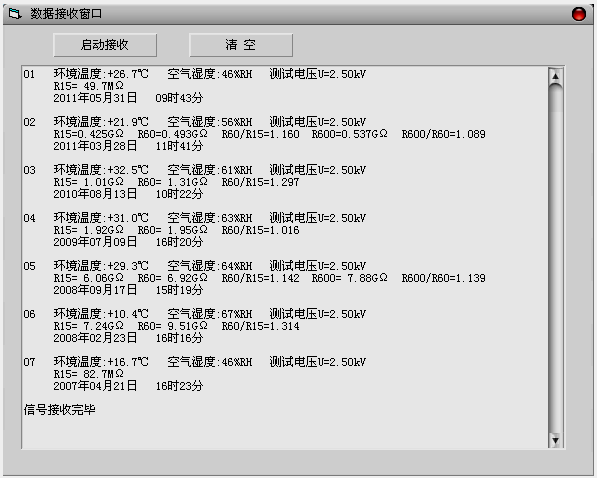 数据接收窗口
启动接收 清 空
01 环境温度:+26.7℃ 空气湿度:46%RH 测试电压U=2.50kV
R15= 49.7MΩ
2011年05月31日 09时43分
02 环境温度:+21.9℃ 空气湿度:56%RH 测试电压U=2.50kV
R15=0.425GΩ R60=0.493GΩ R60/R15=1.160 R600=0.537GΩ R600/R60=1.089
2011年03月28日 11时41分
03 环境温度:+32.5℃ 空气湿度:61%RH 测试电压U=2.50kV
R15= 1.01GΩ R60= 1.31GΩ R60/R15=1.297
2010年08月13日 10时22分
04 环境温度:+31.0℃ 空气湿度:63%RH 测试电压U=2.50kV
R15= 1.92GΩ R60= 1.95GΩ R60/R15=1.016
2009年07月09日 16时20分
05 环境温度:+29.3℃ 空气湿度:64%RH 测试电压U=2.50kV
R15= 6.06GΩ R60= 6.92GΩ R60/R15=1.142 R600= 7.88GΩ R600/R60=1.139
2008年09月17日 15时19分
06 环境温度:+10.4℃ 空气湿度:67%RH 测试电压U=2.50kV
R15= 7.24GΩ R60= 9.51GΩ R60/R15=1.314
2008年02月23日 16时16分
07 环境温度:+16.7℃ 空气湿度:46%RH 测试电压U=2.50kV
R15= 82.7MΩ
2007年04月21日 16时23分
信号接收完毕